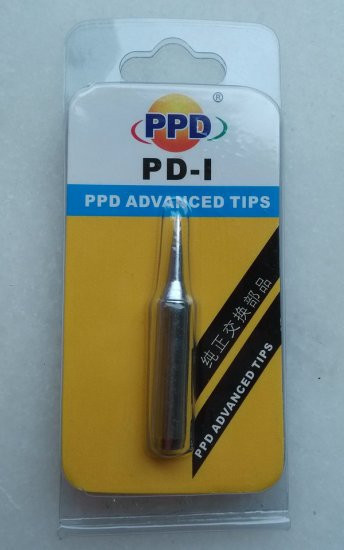 PPD®
PD-I
PPD ADVANCED TIPS
纯正交换部品
PPD ADVANCED TIPS